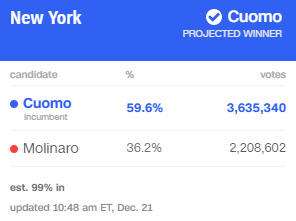 New York
Cuomo
PROJECTED WINNER
candidate % votes
Cuomo 59.6% 3,635,340
Incumbent
Molinaro 36.2% 2,208,602
est. 99% in
updated 10:48 am ET, Dec. 21